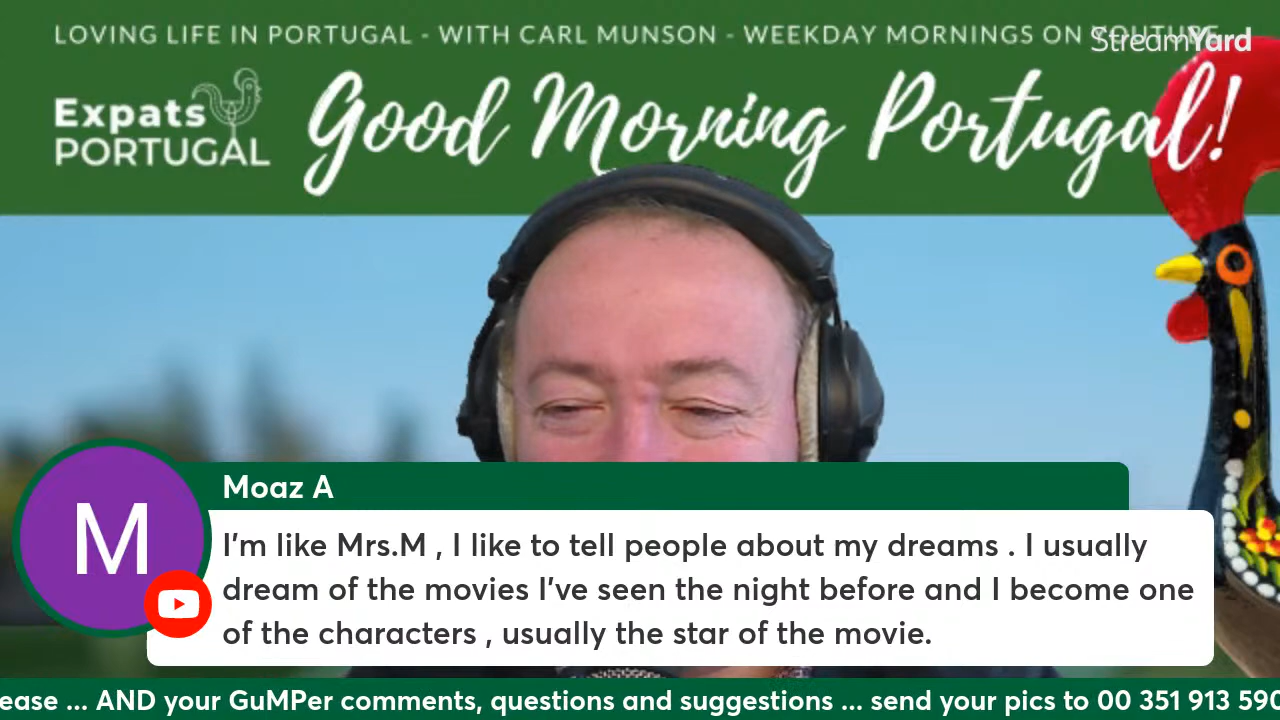 LOVING LIFE IN PORTUGAL - WITH CARL MUNSON - WEEKDAY MORNINGS ON YOUTUBE
StreamYard
Expats
PORTUGAL
Good Morning Portugal!
M
Moaz A
I'm like Mrs.M , I like to tell people about my dreams . I usually
dream of the movies I've seen the night before and I become one
of the characters , usually the star of the movie.
ease ... AND your GuMPer comments, questions and suggestions ... send your pics to 00 351 913 590